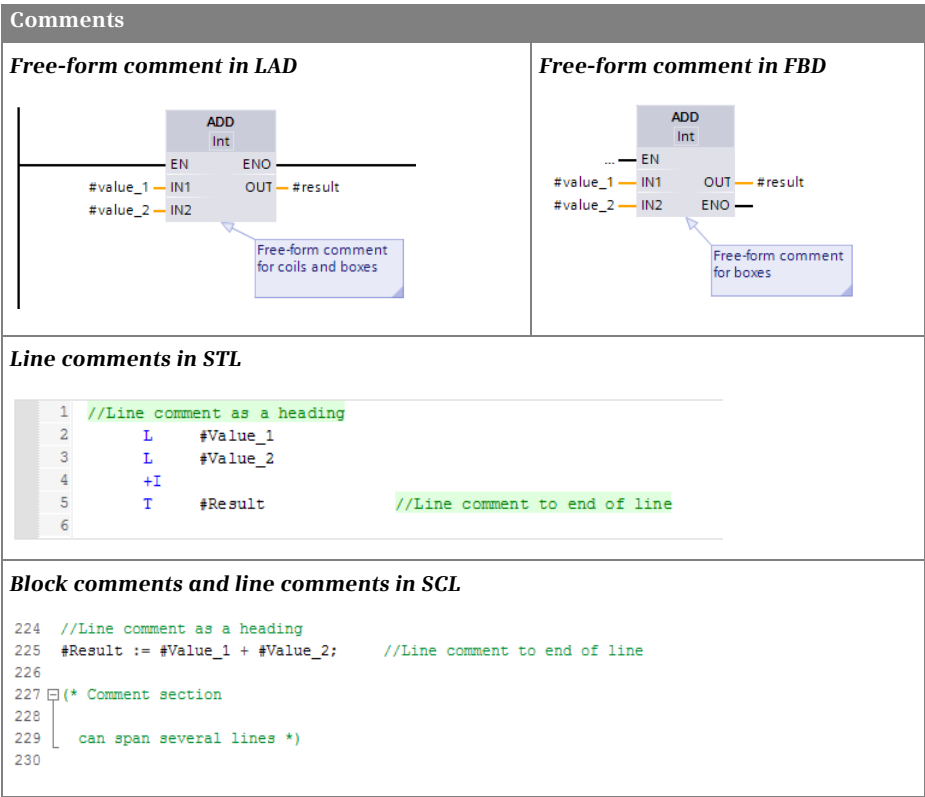 Comments
Free-form comment in LAD
ADD
Int
EN ENO
#value_1 IN1 OUT #result
#value_2 IN2
Free-form comment
for coils and boxes
Free-form comment in FBD
ADD
Int
... EN
#value_1 IN1 OUT #result
#value_2 IN2 ENO
Free-form comment
for boxes
Line comments in STL
1 //Line comment as a heading
2 L #Value_1
3 L #Value_2
4 +I
5 T #Result //Line comment to end of line
6
Block comments and line comments in SCL
224 //Line comment as a heading
225 #Result := #Value_1 + #Value_2; //Line comment to end of line
226
227 (* Comment section
228
229 can span several lines *)
230